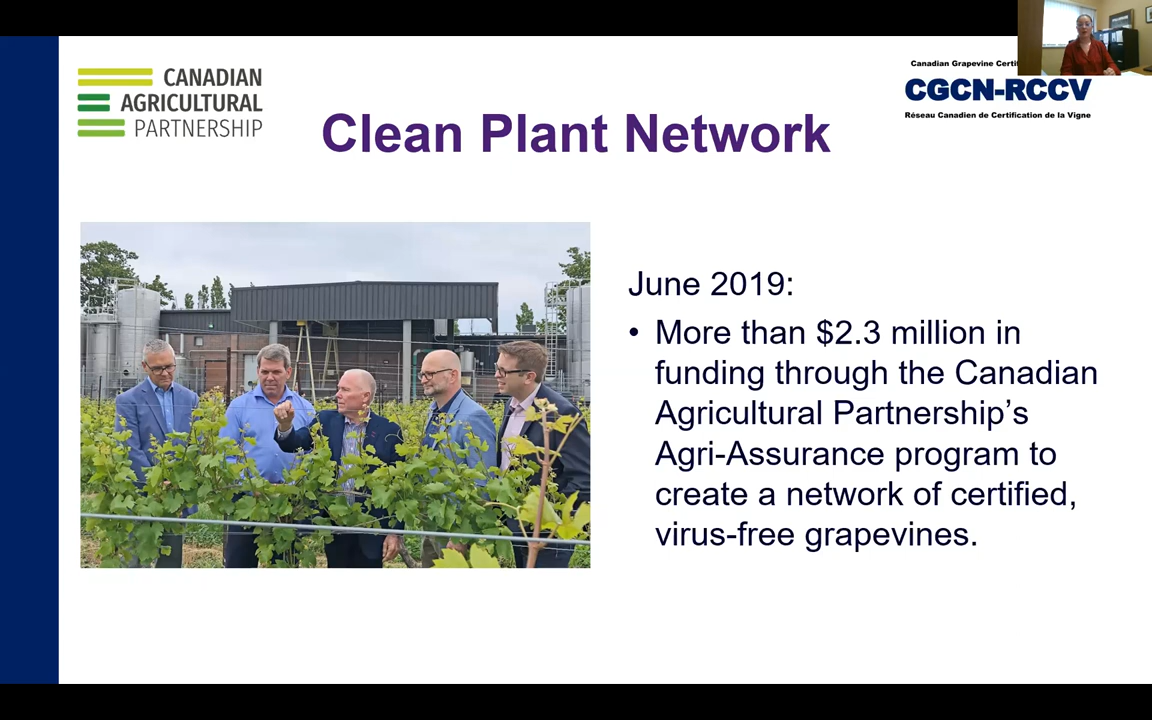 CANADIAN
AGRICULTURAL
PARTNERSHIP
Canadian Grapevine
CGCN-RCCV
Réseau Canadien de Certification de la Vigne
Clean Plant Network
June 2019:
• More than $2.3 million in
funding through the Canadian
Agricultural Partnership’s
Agri-Assurance program to
create a network of certified,
virus-free grapevines.